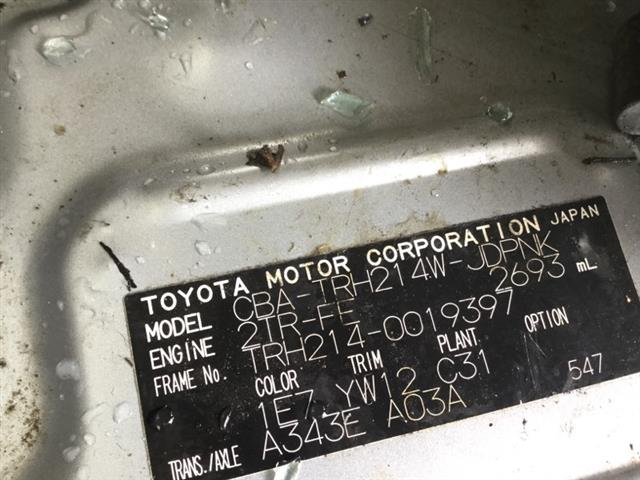 TOYOTA MOTOR CORPORATION JAPAN
MODEL CBA-TRH214W-JDPNK
ENGINE 2TR-FE 2693 mL
FRAME No. TRH214-0019397
COLOR TRIM PLANT OPTION
1E7 YW12 C31
TRANS./AXLE A343E A03A 547